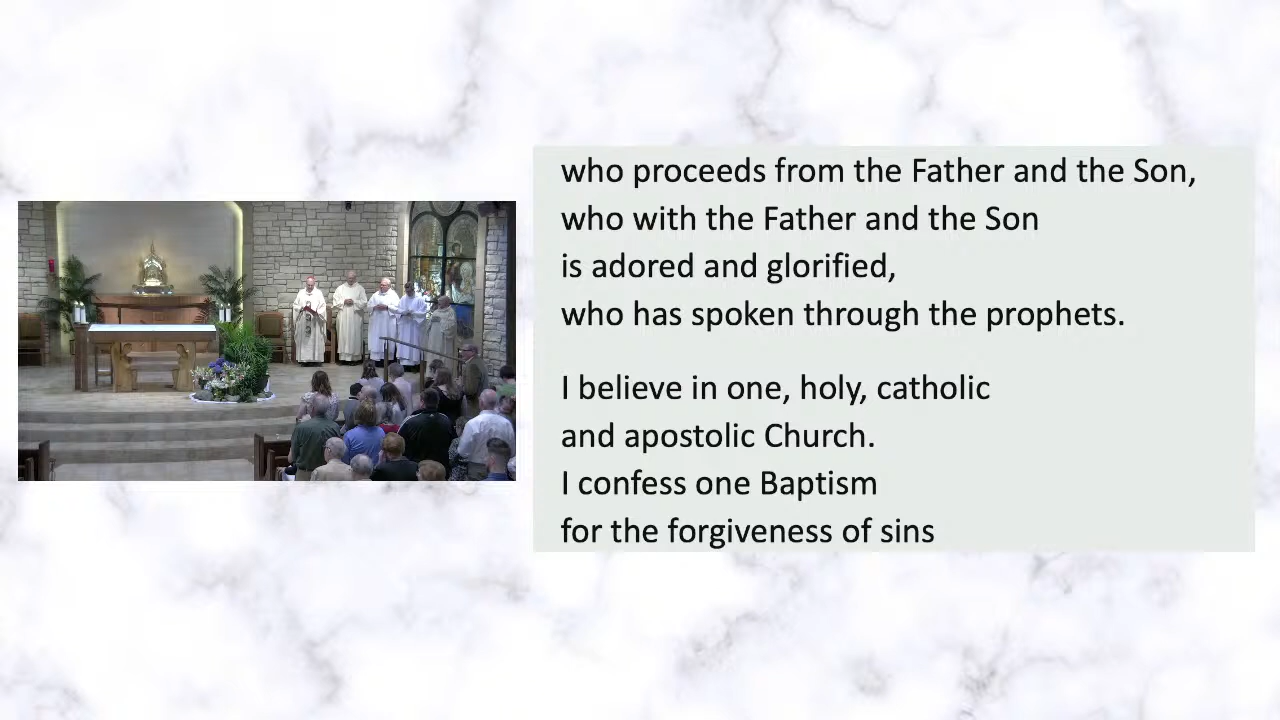 who proceeds from the Father and the Son,
who with the Father and the Son
is adored and glorified,
who has spoken through the prophets.
I believe in one, holy, catholic
and apostolic Church.
I confess one Baptism
for the forgiveness of sins